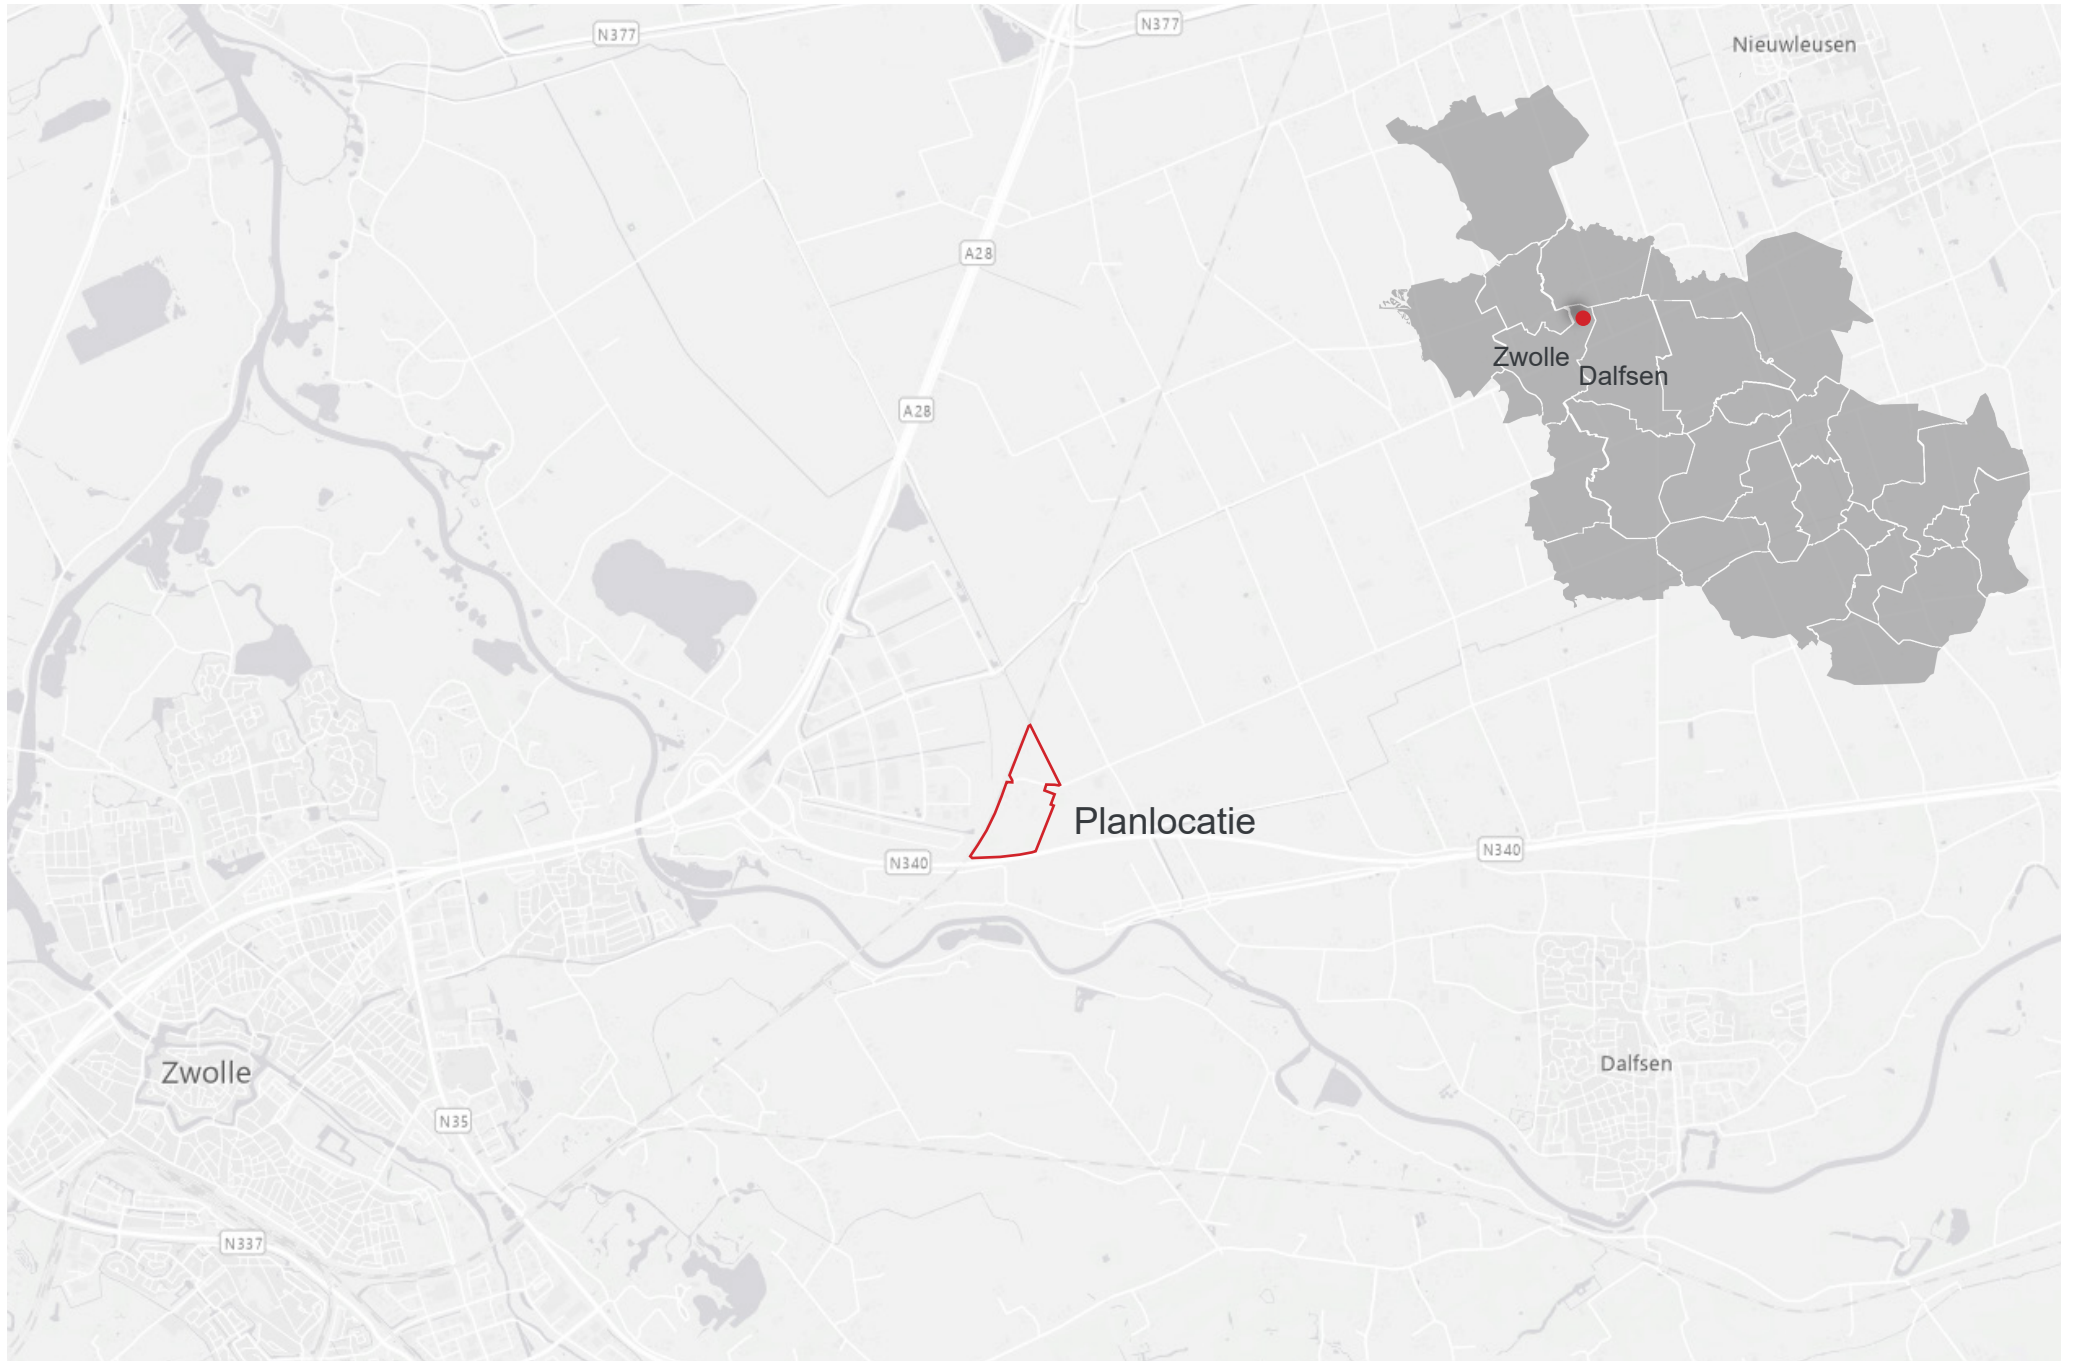 N377
N377
Nieuwleusen
A28
Zwolle
Dalfsen
A28
Planlocatie
N340
N340
Zwolle
Dalfsen
N35
N337